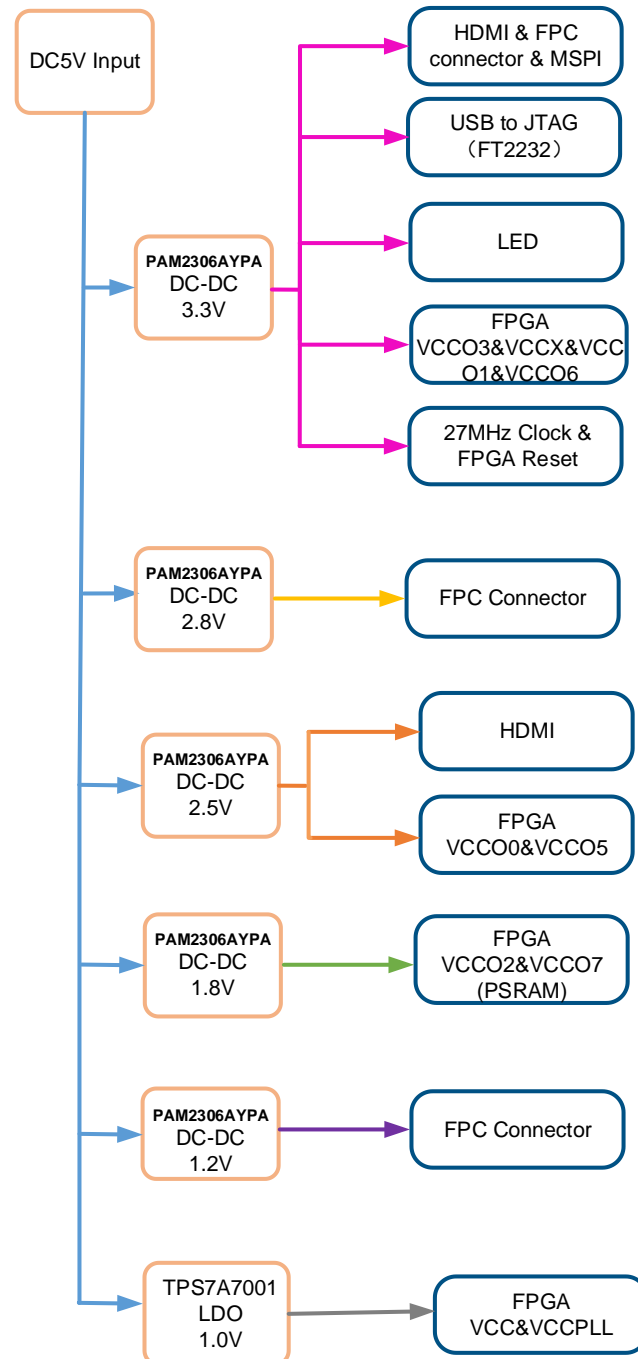 DC5V Input
HDMI & FPC
connector & MSPI
USB to JTAG
（FT2232）
LED
PAM2306AYPA
DC-DC
3.3V
FPGA
VCCO3&VCCX&VCC
O1&VCCO6
27MHz Clock &
FPGA Reset
PAM2306AYPA
DC-DC
2.8V
FPC Connector
PAM2306AYPA
DC-DC
2.5V
HDMI
FPGA
VCCO0&VCCO5
PAM2306AYPA
DC-DC
1.8V
FPGA
VCCO2&VCCO7
(PSRAM)
PAM2306AYPA
DC-DC
1.2V
FPC Connector
TPS7A7001
LDO
1.0V
FPGA
VCC&VCCPLL